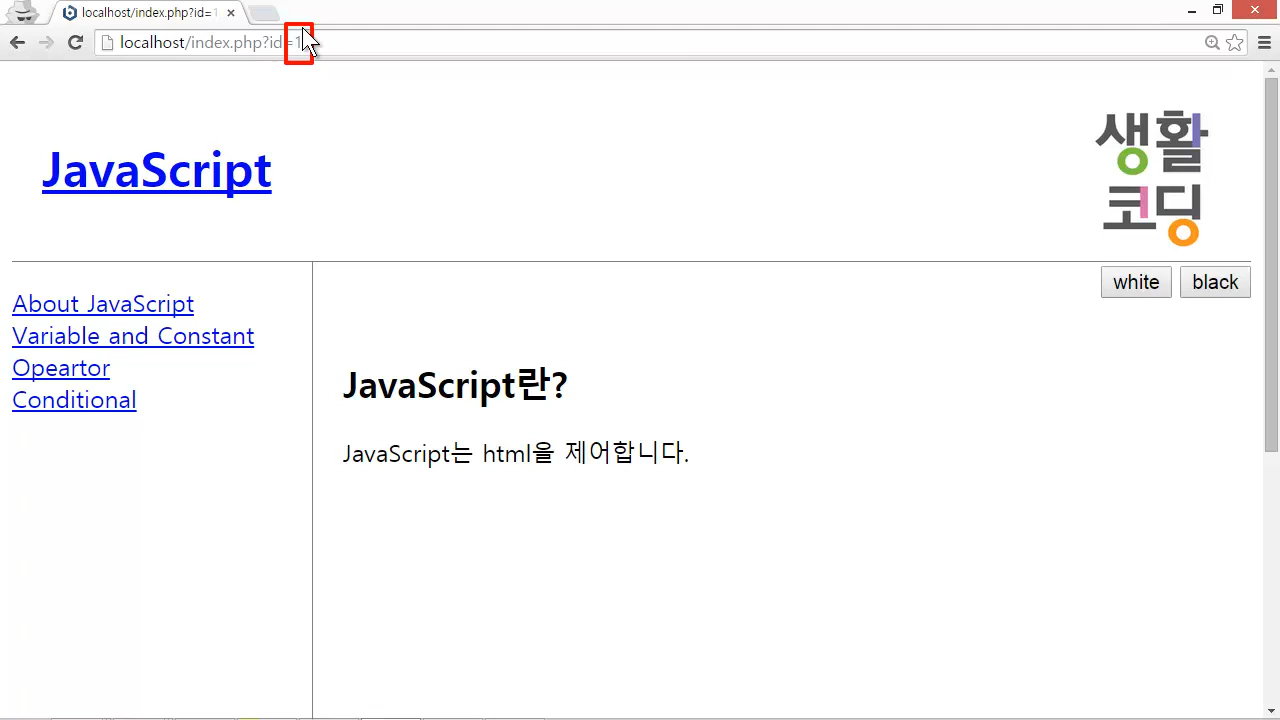 localhost/index.php?id=1
localhost/index.php?id=1
JavaScript
생활
코딩
white black
About JavaScript
Variable and Constant
Opeartor
Conditional
JavaScript란?
JavaScript는 html을 제어합니다.